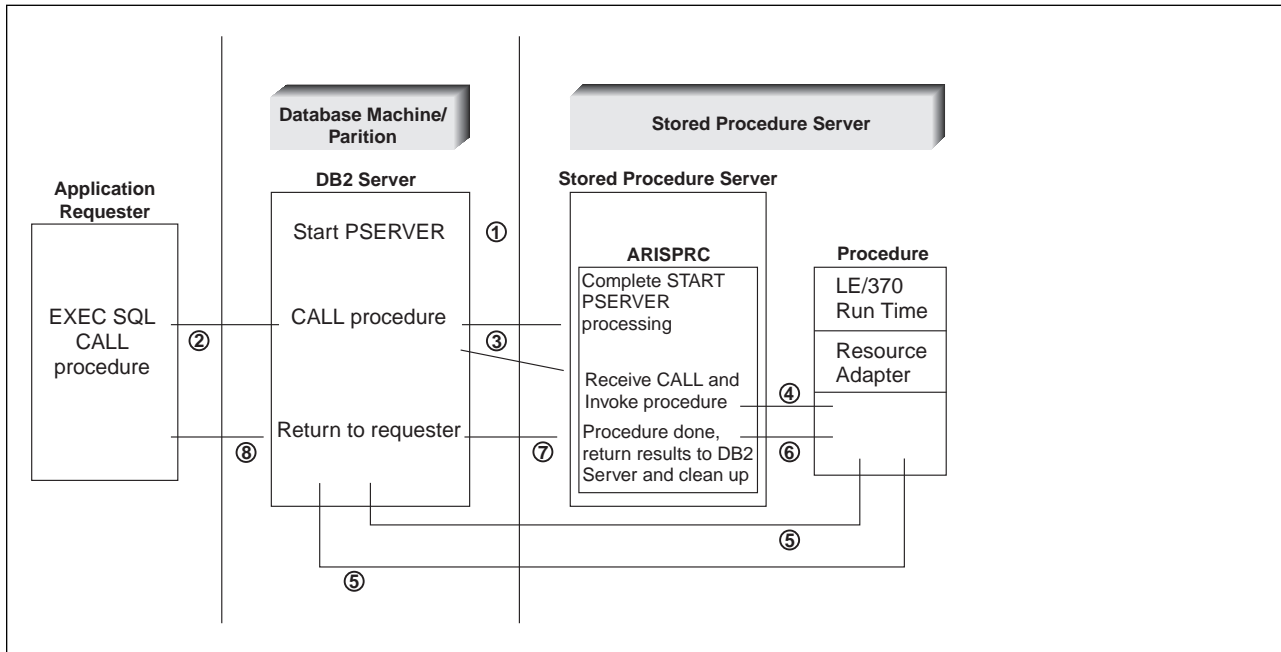 Database Machine/
Parition
Stored Procedure Server
Application
Requester
DB2 Server
Stored Procedure Server
Start PSERVER
①
ARISPRC
Procedure
Complete START
PSERVER
processing
LE/370
Run Time
EXEC SQL
CALL
procedure
②
CALL procedure
③
Resource
Adapter
Receive CALL and
Invoke procedure
④
Return to requester
⑧
⑦
Procedure done,
return results to DB2
Server and clean up
⑥
⑤
⑤